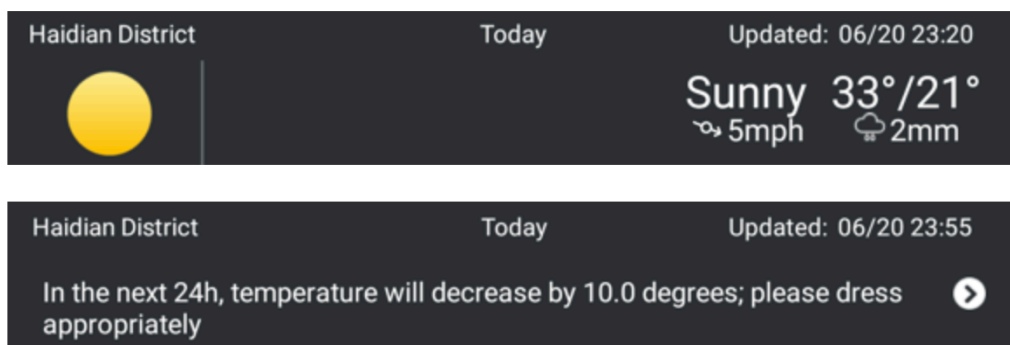 Haidian District Today Updated: 06/20 23:20
Sunny 33°/21°
5mph 2mm
Haidian District Today Updated: 06/20 23:55
In the next 24h, temperature will decrease by 10.0 degrees; please dress
appropriately